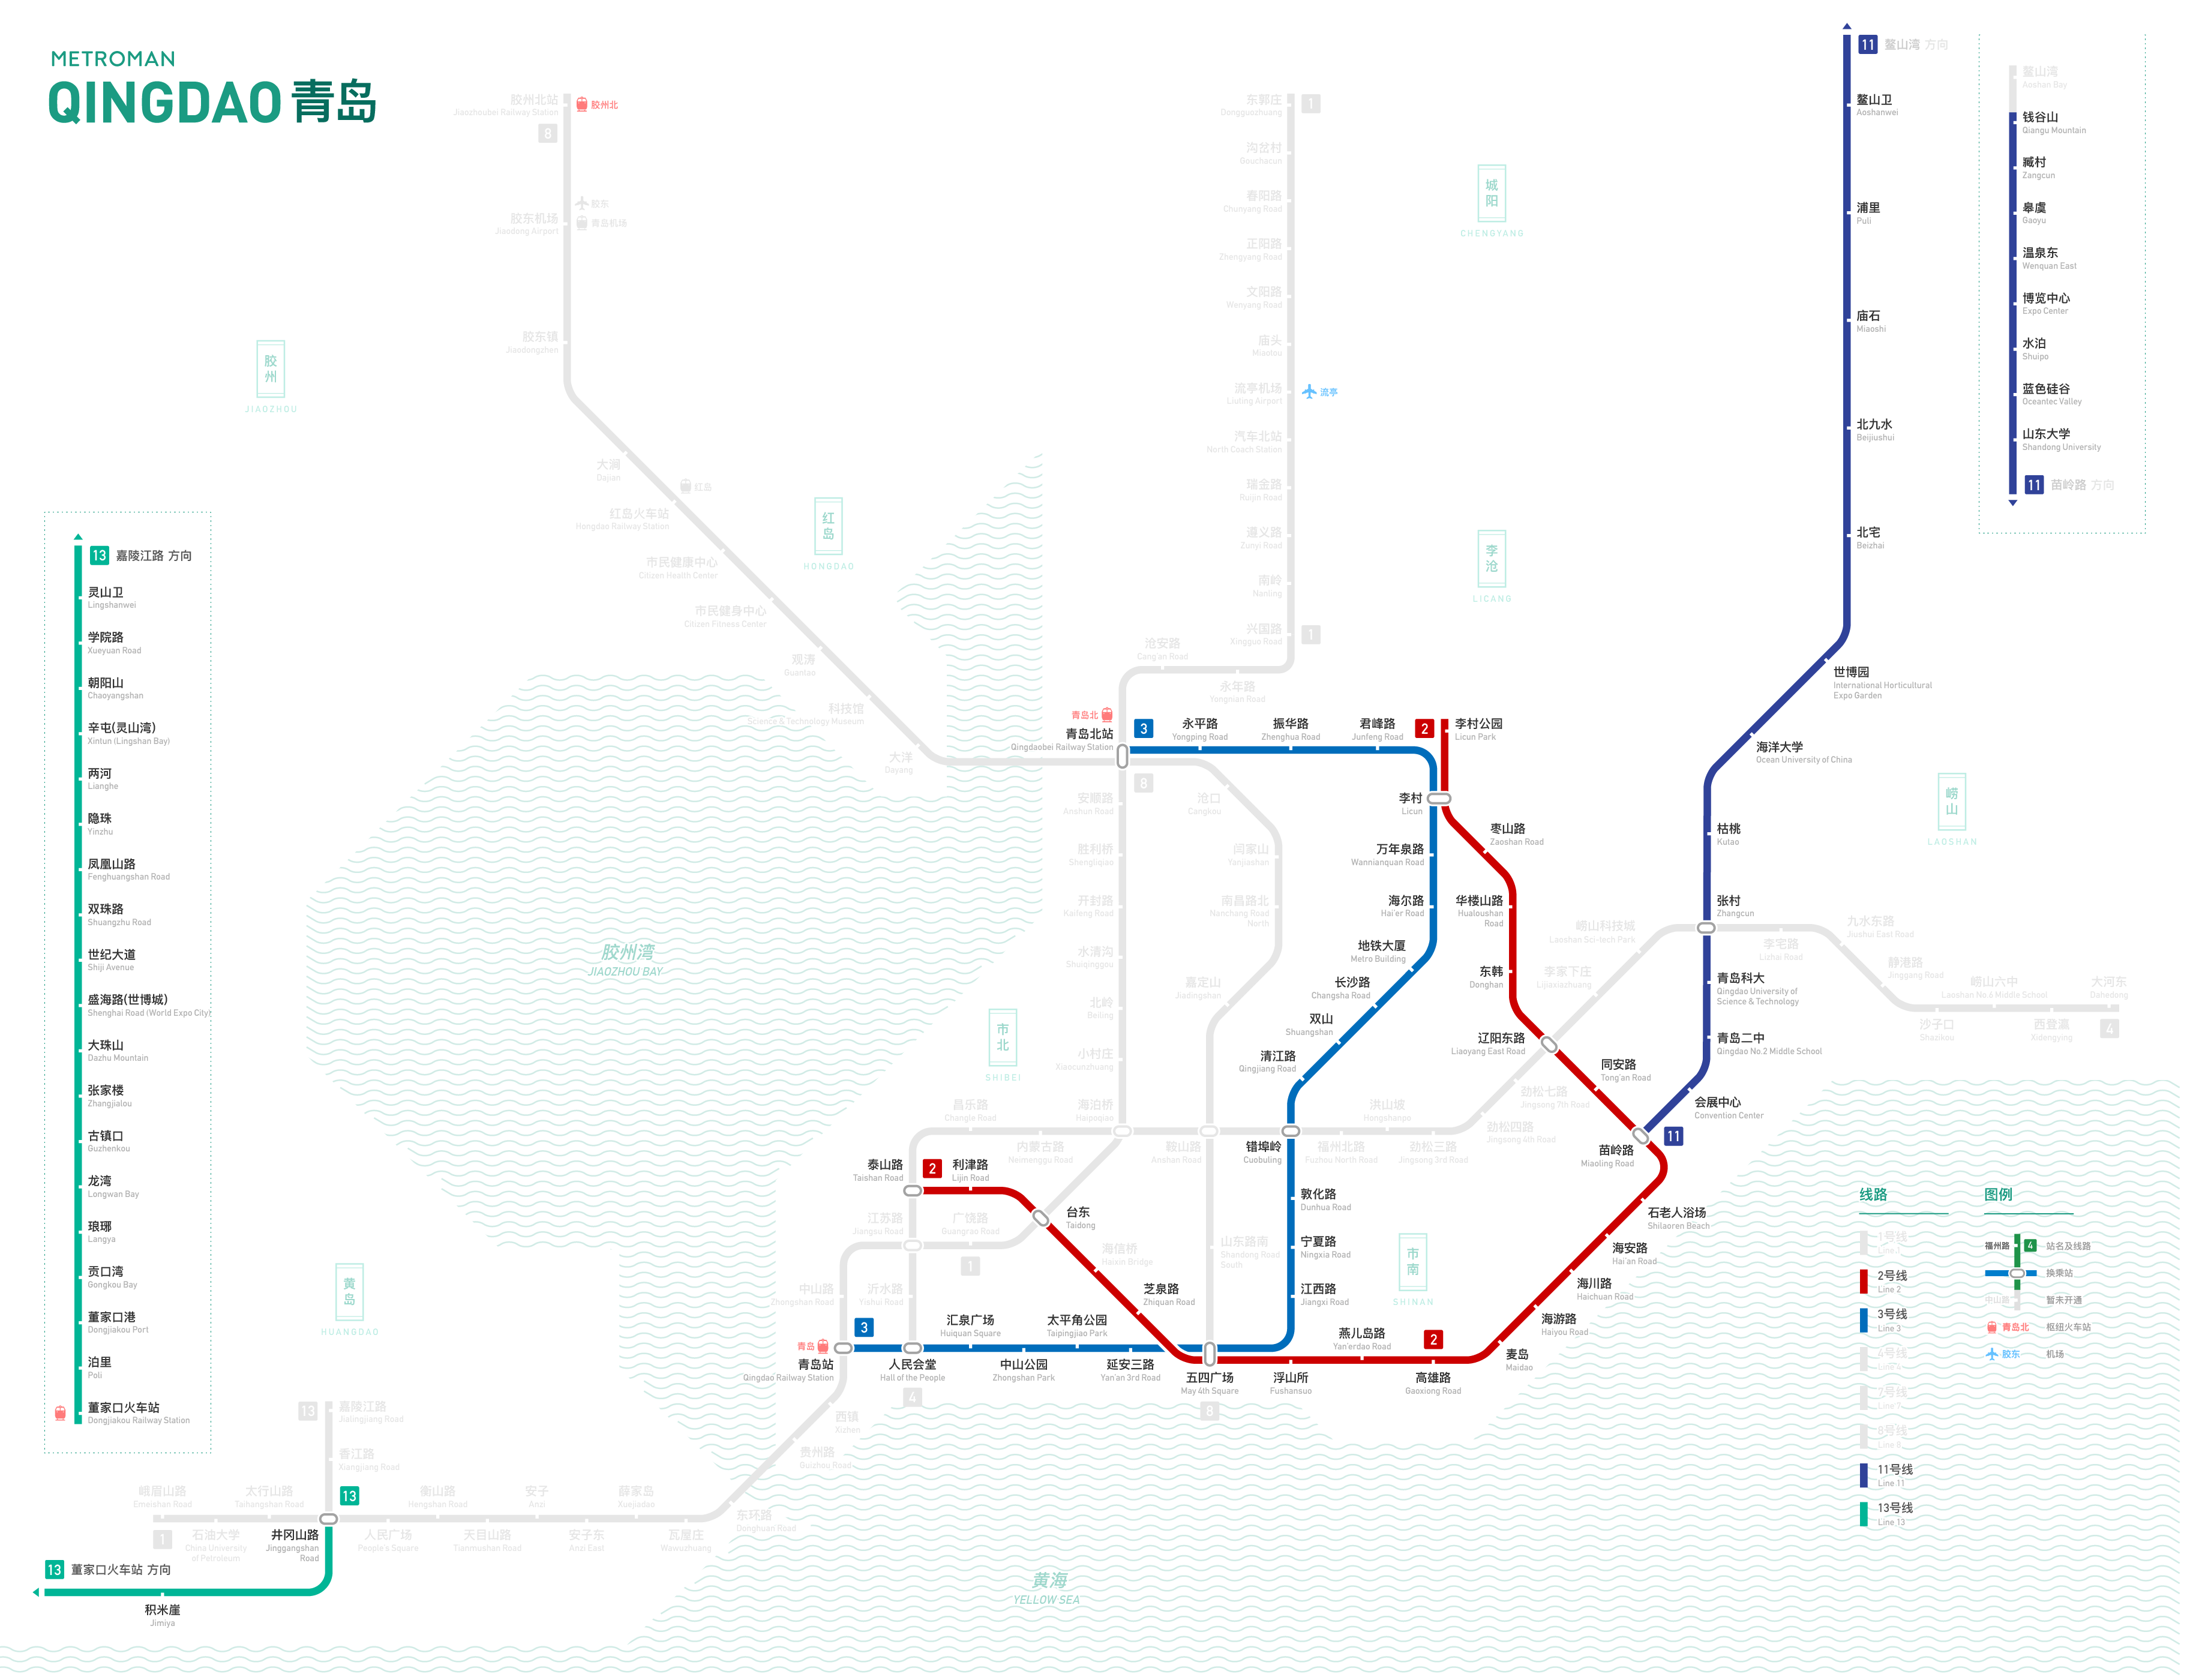 METROMAN
QINGDAO 青岛
胶州北站
Jiaozhoubei Railway Station
胶州北
8
胶东
胶东机场
Jiaodong Airport
青岛机场
胶东镇
Jiaodongzhen
大涧
Dajian
红岛
红岛火车站
Hongdao Railway Station
市民健康中心
Citizen Health Center
市民健身中心
Citizen Fitness Center
观涛
Guantao
科技馆
Science & Technology Museum
大洋
Dayang
胶州
JIAOZHOU
红岛
HONGDAO
城阳
CHENGYANG
李沧
LICANG
崂山
LAOSHAN
市北
SHIBEI
市南
SHINAN
黄岛
HUANGDAO
胶州湾
JIAOZHOU BAY
黄海
YELLOW SEA
东郭庄
Dongguozhuang
1
沟岔村
Gouchacun
春阳路
Chunyang Road
正阳路
Zhengyang Road
文阳路
Wenyang Road
庙头
Miaotou
流亭机场
Liuting Airport
流亭
汽车北站
North Coach Station
瑞金路
Ruijin Road
遵义路
Zunyi Road
南岭
Nanling
兴国路
Xingguo Road
1
沧安路
Cang'an Road
永年路
Yongnian Road
青岛北
青岛北站
Qingdaobei Railway Station
3
8
永平路
Yongping Road
振华路
Zhenghua Road
君峰路
Junfeng Road
2
李村公园
Licun Park
李村
Licun
万年泉路
Wannianquan Road
海尔路
Hai'er Road
地铁大厦
Metro Building
长沙路
Changsha Road
双山
Shuangshan
清江路
Qingjiang Road
错埠岭
Cuobuling
敦化路
Dunhua Road
宁夏路
Ningxia Road
江西路
Jiangxi Road
枣山路
Zaoshan Road
华楼山路
Hualoushan
Road
东韩
Donghan
辽阳东路
Liaoyang East Road
同安路
Tong'an Road
苗岭路
Miaoling Road
11
会展中心
Convention Center
青岛二中
Qingdao No.2 Middle School
青岛科大
Qingdao University of
Science & Technology
张村
Zhangcun
枯桃
Kutao
海洋大学
Ocean University of China
世博园
International Horticultural
Expo Garden
北宅
Beizhai
北九水
Beijiushui
庙石
Miaoshi
浦里
Puli
鳌山卫
Aoshanwei
11 鳌山湾 方向
鳌山湾
Aoshan Bay
钱谷山
Qiangu Mountain
臧村
Zangcun
皋虞
Gaoyu
温泉东
Wenquan East
博览中心
Expo Center
水泊
Shuipo
蓝色硅谷
Oceantec Valley
山东大学
Shandong University
11 苗岭路 方向
安顺路
Anshun Road
胜利桥
Shengliqiao
开封路
Kaifeng Road
水清沟
Shuiqinggou
北岭
Beiling
小村庄
Xiaocunzhuang
海泊桥
Haipoqiao
沧口
Cangkou
闫家山
Yanjiashan
南昌路北
Nanchang Road
North
嘉定山
Jiadingshan
鞍山路
Anshan Road
山东路南
Shandong Road
South
昌乐路
Changle Road
内蒙古路
Neimenggu Road
福州北路
Fuzhou North Road
洪山坡
Hongshanpo
劲松三路
Jingsong 3rd Road
劲松四路
劲松七路
Jingsong 7th Road
李家下庄
Lijiaxiazhuang
崂山科技城
Laoshan Sci-tech Park
李宅路
Lizhai Road
九水东路
Jiushui East Road
静港路
Jinggang Road
沙子口
Shazikou
崂山六中
Laoshan No.6 Middle School
西登瀛
Xidengying
大河东
Dahedong
4
泰山路
Taishan Road
2
利津路
Lijin Road
台东
Taidong
海信桥
Haixin Bridge
芝泉路
Zhiquan Road
江苏路
Jiangsu Road
广饶路
Guangrao Road
1
中山路
Zhongshan Road
沂水路
Yishui Road
青岛
青岛站
Qingdao Railway Station
3
人民会堂
Hall of the People
4
汇泉广场
Huiquan Square
中山公园
Zhongshan Park
太平角公园
Taipingjiao Park
延安三路
Yan'an 3rd Road
五四广场
May 4th Square
8
浮山所
Fushansuo
燕儿岛路
Yan'erdao Road
2
高雄路
Gaoxiong Road
麦岛
Maidao
海游路
Haiyou Road
海川路
Haichuan Road
海安路
Hai'an Road
石老人浴场
Shilaoren Beach
西镇
Xizhen
贵州路
Guizhou Road
东环路
Donghuan Road
瓦屋庄
Wawuzhuang
薛家岛
Xuejiadao
安子东
Anzi East
安子
Anzi
天目山路
Tianmushan Road
衡山路
Hengshan Road
人民广场
People's Square
井冈山路
Jinggangshan
Road
太行山路
Taihangshan Road
石油大学
China University
of Petroleum
峨眉山路
Emeishan Road
1
13
嘉陵江路
Jialingjiang Road
香江路
Xiangjiang Road
13
13 董家口火车站 方向
积米崖
Jimiya
13 嘉陵江路 方向
灵山卫
Lingshanwei
学院路
Xueyuan Road
朝阳山
Chaoyangshan
辛屯(灵山湾)
Xintun (Lingshan Bay)
两河
Lianghe
隐珠
Yinzhu
凤凰山路
Fenghuangshan Road
双珠路
Shuangzhu Road
世纪大道
Shiji Avenue
盛海路(世博城)
Shenghai Road (World Expo City)
大珠山
Dazhu Mountain
张家楼
Zhangjialou
古镇口
Guzhenkou
龙湾
Longwan Bay
琅琊
Langya
贡口湾
Gongkou Bay
董家口港
Dongjiakou Port
泊里
Poli
董家口火车站
Dongjiakou Railway Station
线路
1号线
Line 1
2号线
Line 2
3号线
Line 3
4号线
Line 4
7号线
Line 7
8号线
Line 8
11号线
Line 11
13号线
Line 13
图例
福州路 4 站名及线路
换乘站
中山路 暂未开通
青岛北 枢纽火车站
胶东 机场